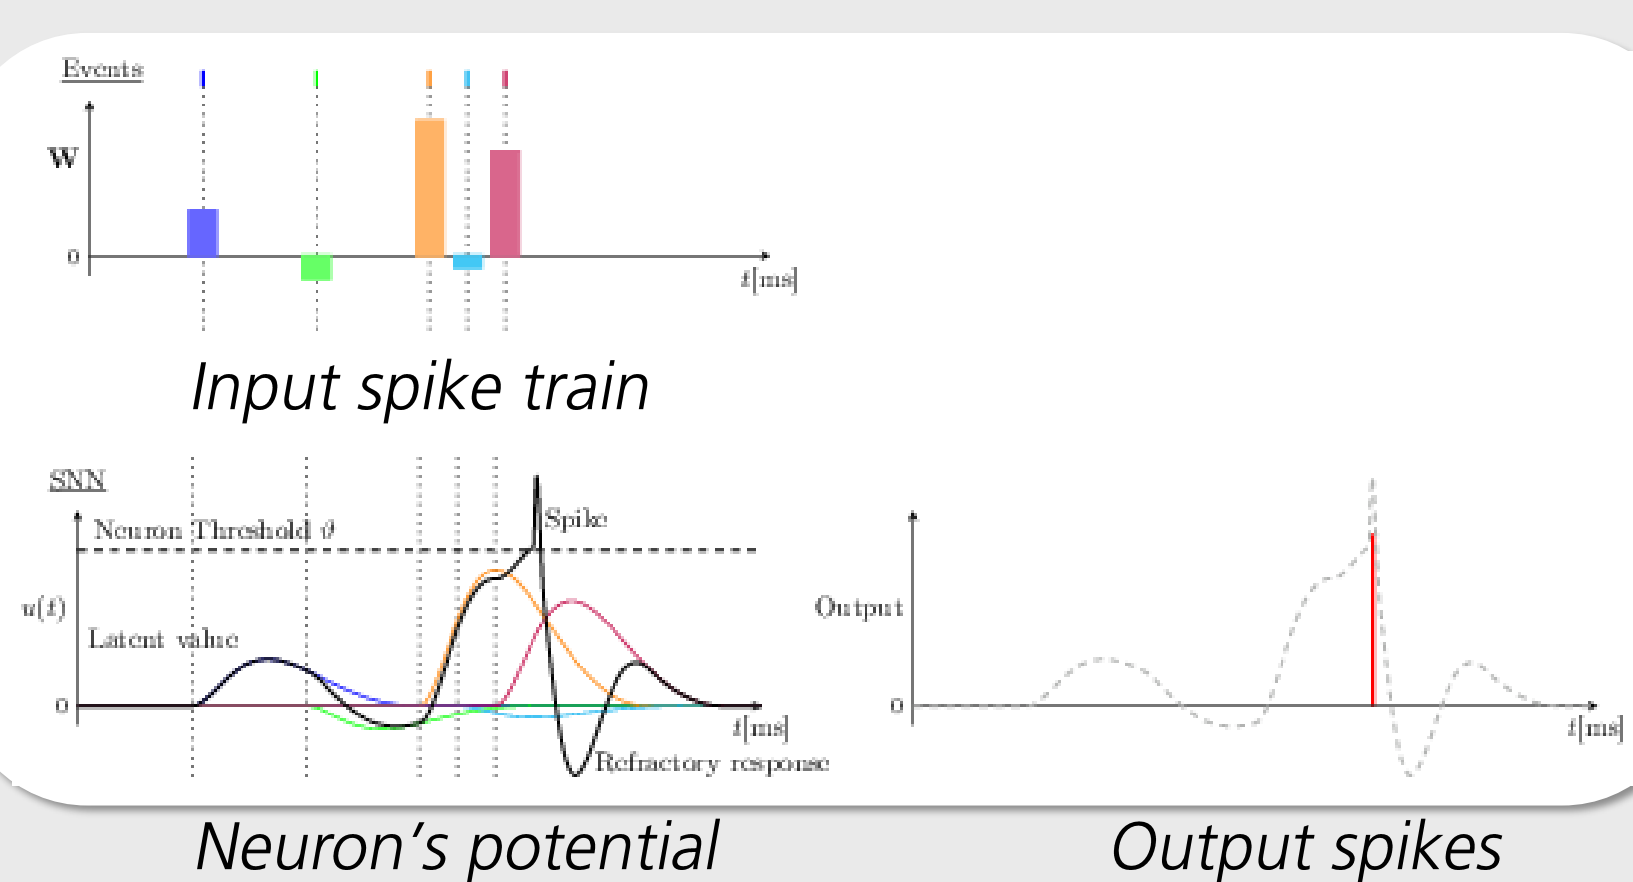 Events
W
0
t[ms]
Input spike train
SNN
Neuron Threshold ϑ
Spike
u(t)
Latent value
0
t[ms]
Refractory response
Output
0
t[ms]
Neuron’s potential
Output spikes